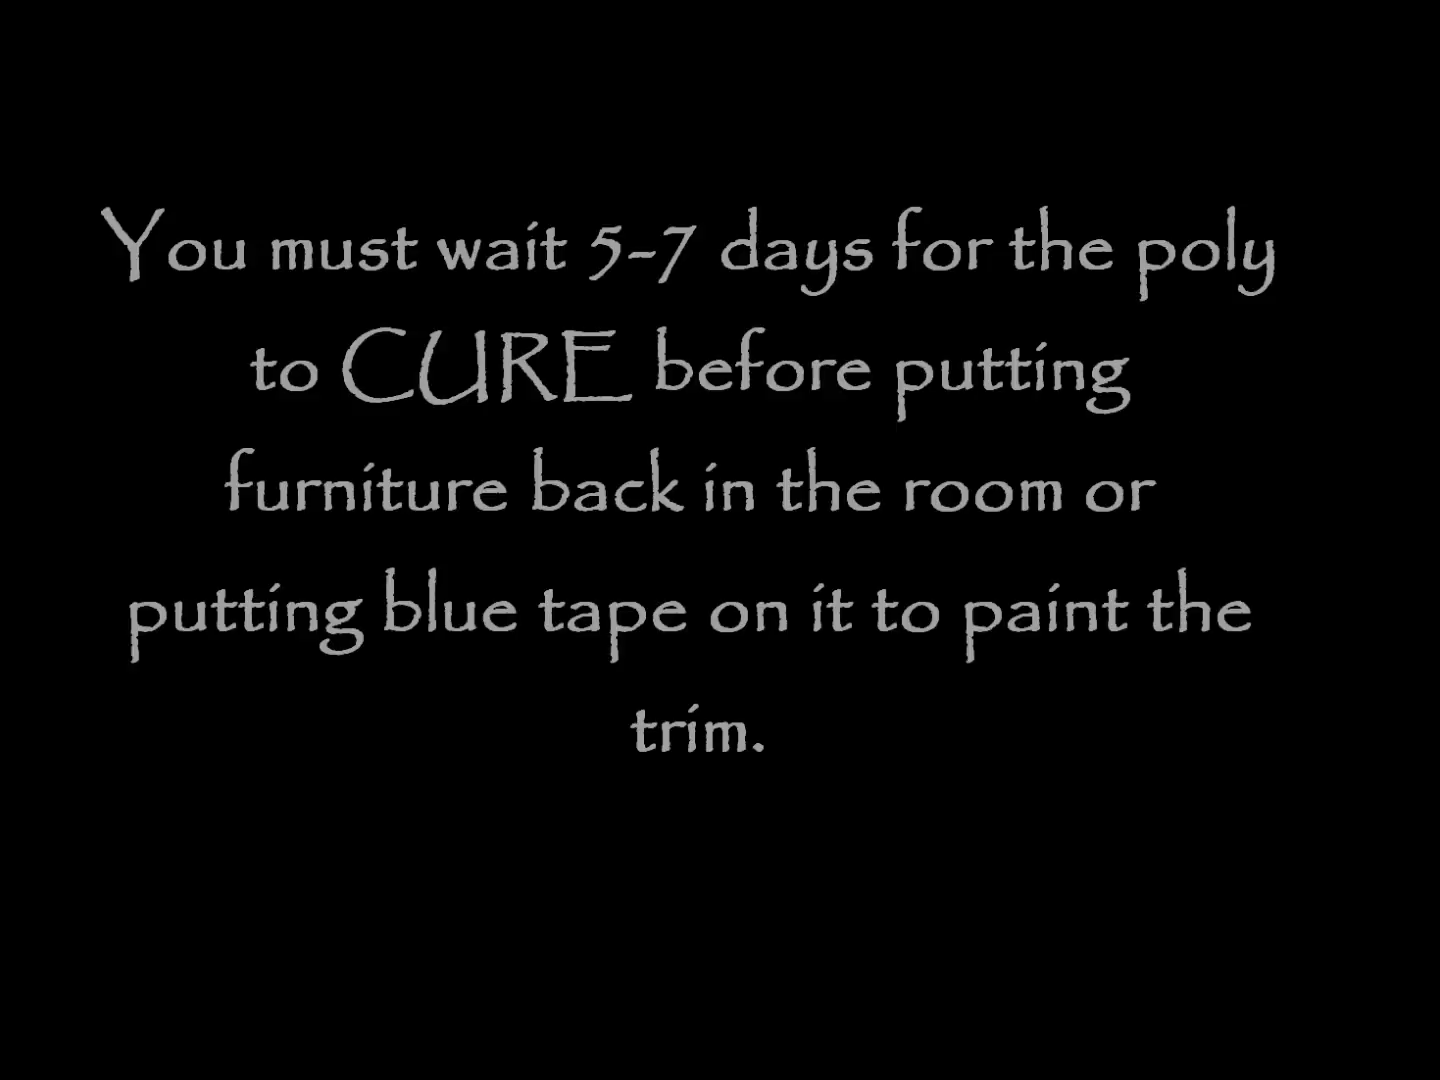 You must wait 5-7 days for the poly
to CURE before putting
furniture back in the room or
putting blue tape on it to paint the
trim.